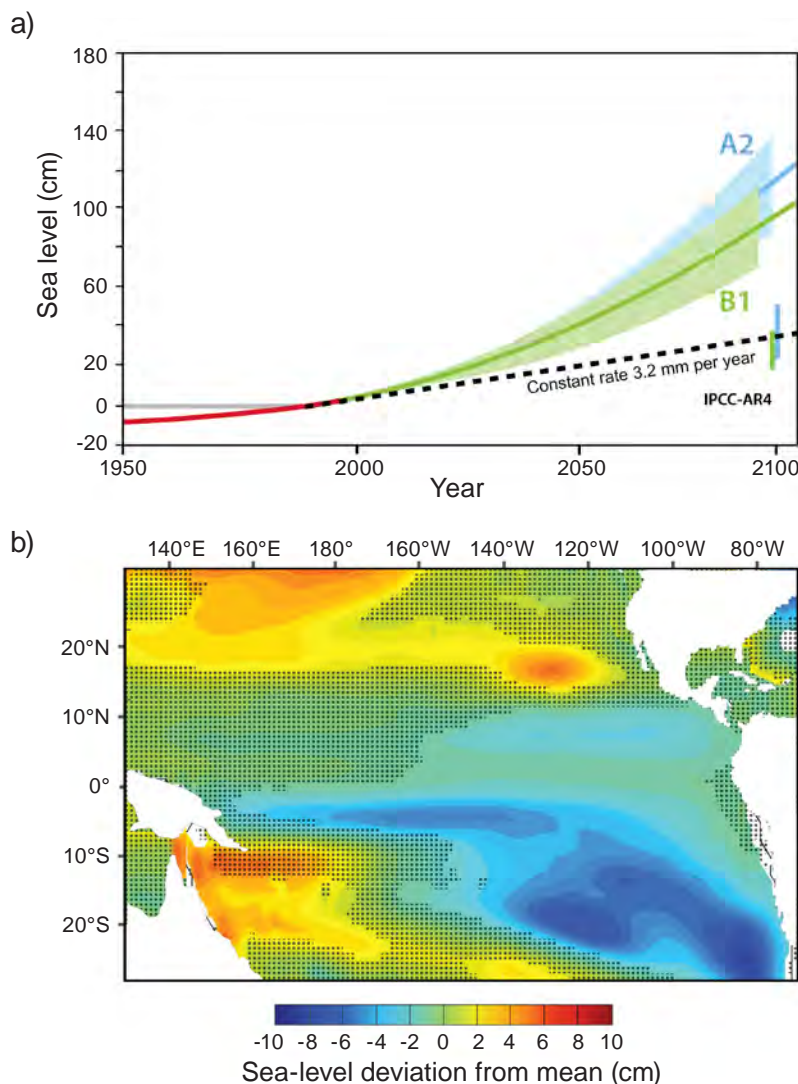 a)
180
140
100
60
20
0
-20
Sea level (cm)
A2
B1
Constant rate 3.2 mm per year
IPCC-AR4
1950 2000 2050 2100
Year
b)
140°E 160°E 180° 160°W 140°W 120°W 100°W 80°W
20°N
10°N
0°
10°S
20°S
-10 -8 -6 -4 -2 0 2 4 6 8 10
Sea-level deviation from mean (cm)